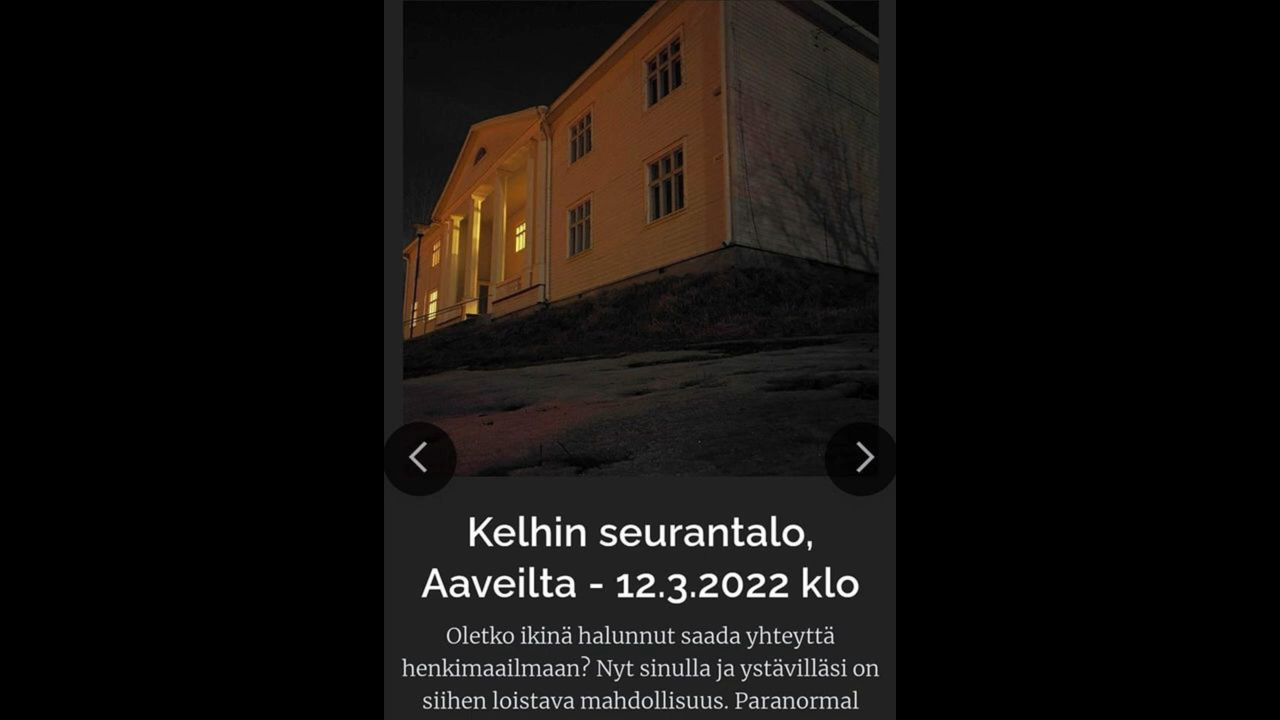 Kelhin seurantalo,
Aaveilta - 12.3.2022 klo
Oletko ikinä halunnut saada yhteyttä
henkimaailmaan? Nyt sinulla ja ystävilläsi on
siihen loistava mahdollisuus. Paranormal